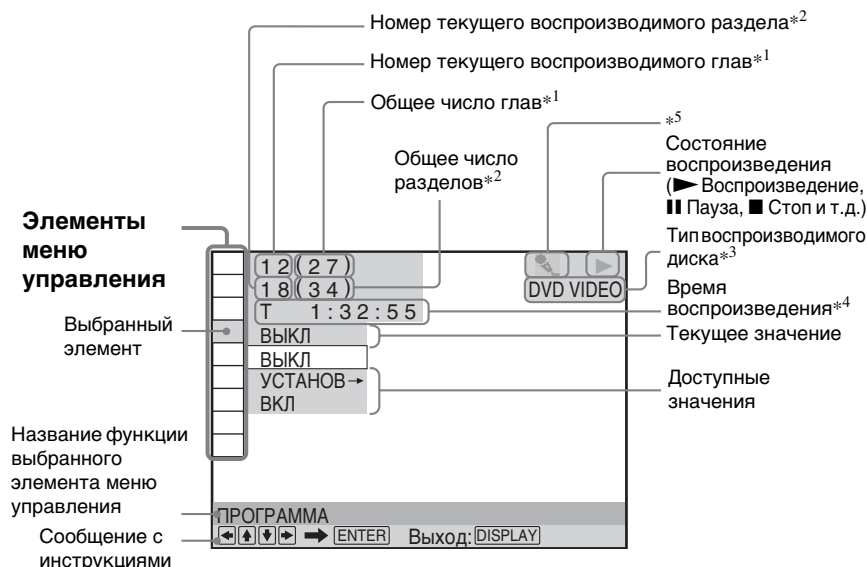 Номер текущего воспроизводимого раздела*2
Номер текущего воспроизводимого глав*1
Общее число глав*1
*5
Общее число
разделов*2
Состояние
воспроизведения
(► Воспроизведение,
❚❚ Пауза, ■ Стоп и т.д.)
Элементы
меню
управления
Тип воспроизводимого
диска*3
12(27)
18(34)
DVD VIDEO
T 1:32:55
Время
воспроизведения*4
Выбранный
элемент
ВЫКЛ
Текущее значение
ВЫКЛ
УСТАНОВ→
ВКЛ
Доступные
значения
Название функции
выбранного
элемента меню
управления
ПРОГРАММА
←↑↓→ ➡ ENTER Выход: DISPLAY
Сообщение с
инструкциями